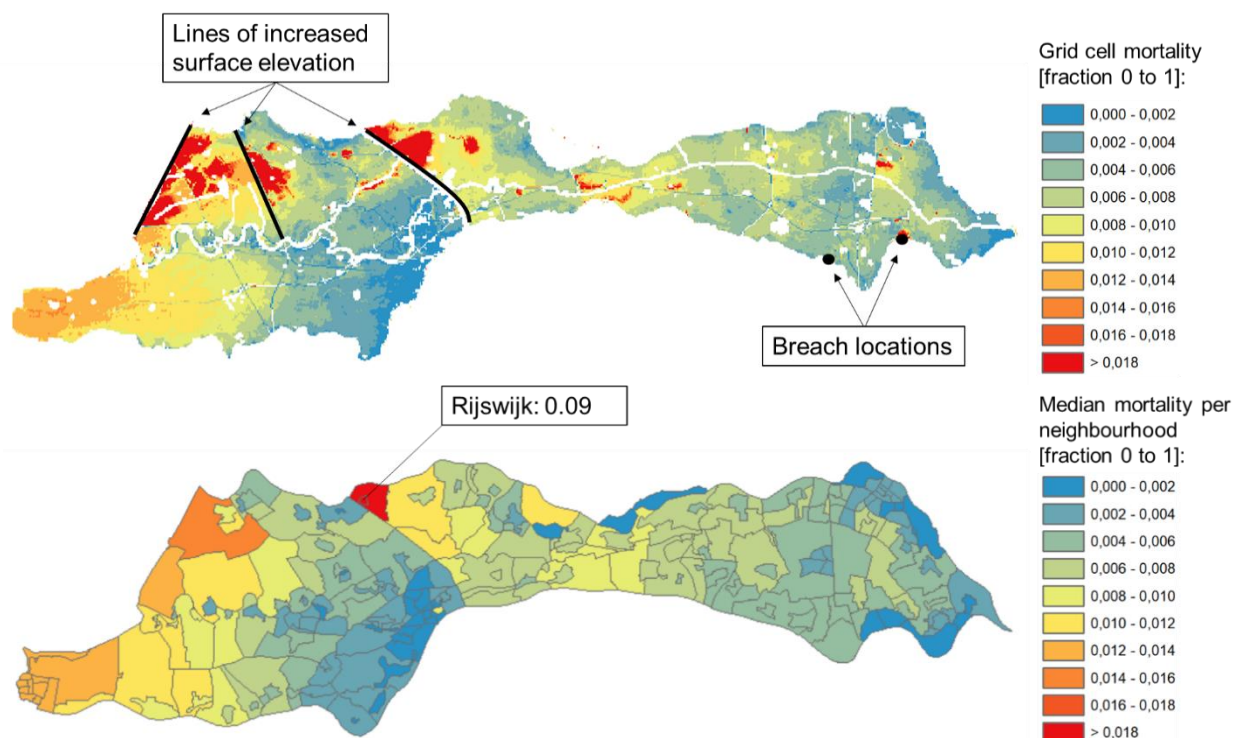 Lines of increased
surface elevation
Grid cell mortality
[fraction 0 to 1]:
0,000 - 0,002
0,002 - 0,004
0,004 - 0,006
0,006 - 0,008
0,008 - 0,010
0,010 - 0,012
0,012 - 0,014
0,014 - 0,016
0,016 - 0,018
> 0,018
Breach locations
Rijswijk: 0.09
Median mortality per
neighbourhood
[fraction 0 to 1]:
0,000 - 0,002
0,002 - 0,004
0,004 - 0,006
0,006 - 0,008
0,008 - 0,010
0,010 - 0,012
0,012 - 0,014
0,014 - 0,016
0,016 - 0,018
> 0,018